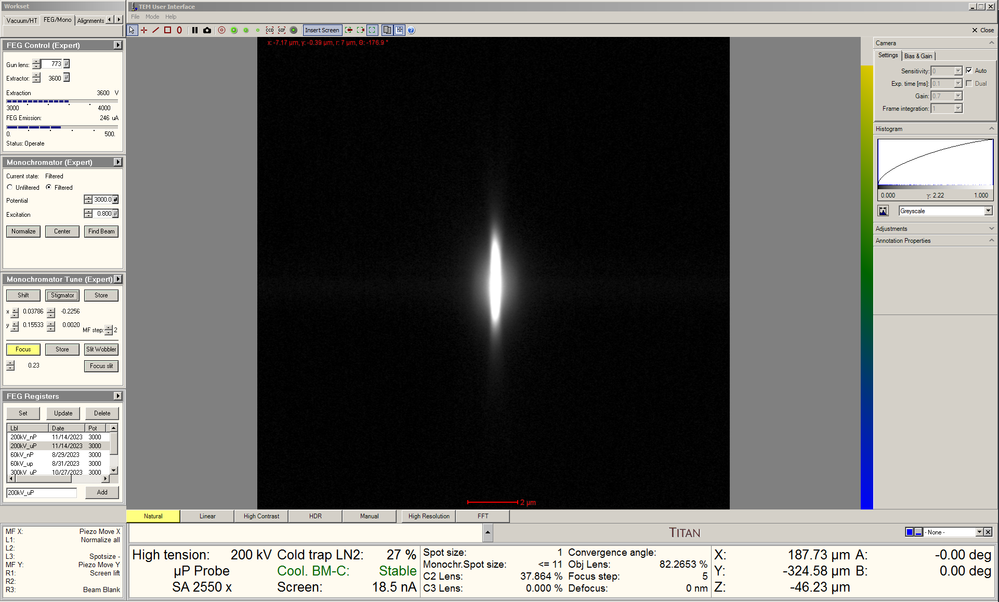 Workset
Vacuum/HT FEG/Mono Alignments
FEG Control (Expert)
Gun lens: 773
Extractor: 3600
Extraction 3600 V
3000 4000
FEG Emission: 246 uA
0. 500.
Status: Operate
Monochromator (Expert)
Current state: Filtered
Unfiltered Filtered
Potential 3000.0
Excitation 0.800
Normalize Center Find Beam
Monochromator Tune (Expert)
Shift Stigmator Store
x 0.03786 -0.2256
y 0.15533 0.0020 MF step: 2
Focus Store Slit Wobbler
0.23 Focus slit
FEG Registers
Set Update Delete
Lbl Date Pot
200kV_nP 11/14/2023 3000
200kV_uP 11/14/2023 3000
60kV_nP 8/29/2023 3000
60kV_up 8/31/2023 3000
300kV_uP 10/27/2023 3000
200kV_uP Add
MF X: Piezo Move X
L1: Normalize all
L2:
L3: Spotsize -
MF Y: Piezo Move Y
R1: Screen lift
R2:
R3: Beam Blank
TEM User Interface
File Mode Help
CCD GIF Insert Screen Close
x: -7.17 µm, y: -0.39 µm, r: 7 µm, Θ: -176.9 °
2 µm
Natural Linear High Contrast HDR Manual High Resolution FFT
Camera
Settings Bias & Gain
Sensitivity: 0 Auto
Exp. time [ms]: 0.1 Dual
Gain: 0.7
Frame integration: 1
Histogram
0.000 γ: 2.22 1.000
Greyscale
Adjustments
Annotation Properties
TITAN
- None -
High tension: 200 kV
µP Probe
SA 2550 x
Cold trap LN2: 27 %
Cool. BM-C: Stable
Screen: 18.5 nA
Spot size: 1
Monochr.Spot size: <= 11
C2 Lens: 37.864 %
C3 Lens: 0.000 %
Convergence angle:
Obj Lens: 82.2653 %
Focus step: 5
Defocus: 0 nm
X: 187.73 µm A: -0.00 deg
Y: -324.58 µm B: 0.00 deg
Z: -46.23 µm